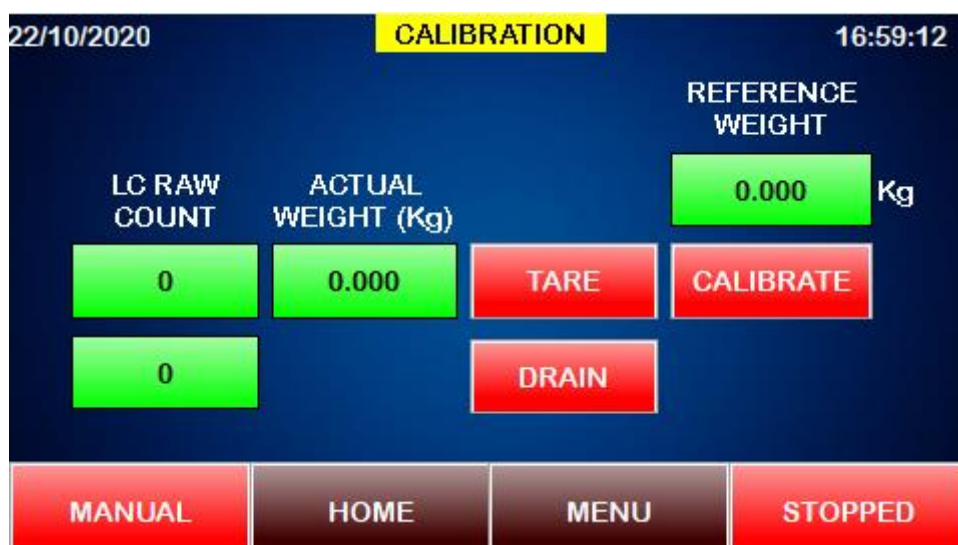 22/10/2020 CALIBRATION 16:59:12
REFERENCE
WEIGHT
0.000 Kg
LC RAW
COUNT
ACTUAL
WEIGHT (Kg)
0 0.000 TARE CALIBRATE
0 DRAIN
MANUAL HOME MENU STOPPED